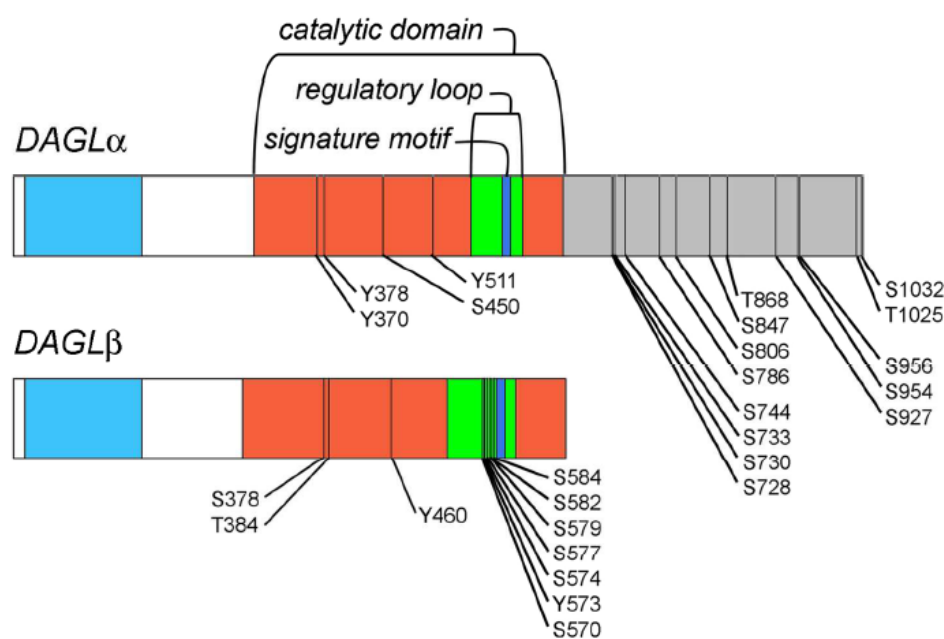 catalytic domain
regulatory loop
signature motif
DAGLα
Y378
Y370
Y511
S450
T868
S847
S806
S786
S744
S733
S730
S728
S1032
T1025
S956
S954
S927
DAGLβ
S378
T384
Y460
S584
S582
S579
S577
S574
Y573
S570